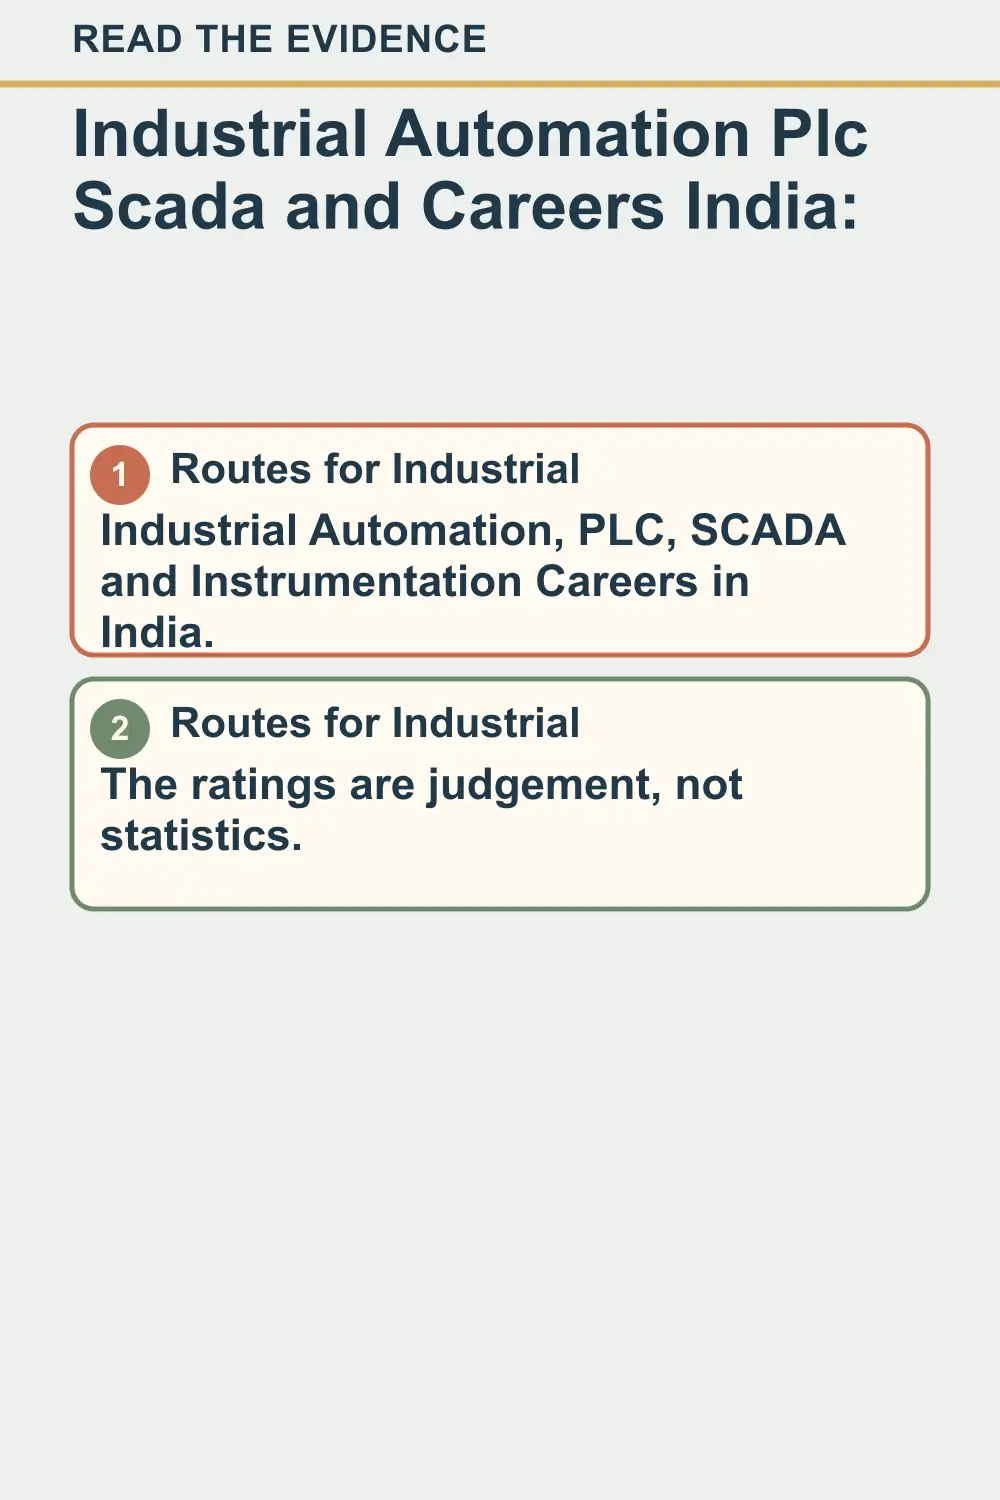 READ THE EVIDENCE
Industrial Automation Plc
Scada and Careers India:
1
Routes for Industrial
Industrial Automation, PLC, SCADA
and Instrumentation Careers in
India.
2
Routes for Industrial
The ratings are judgement, not
statistics.